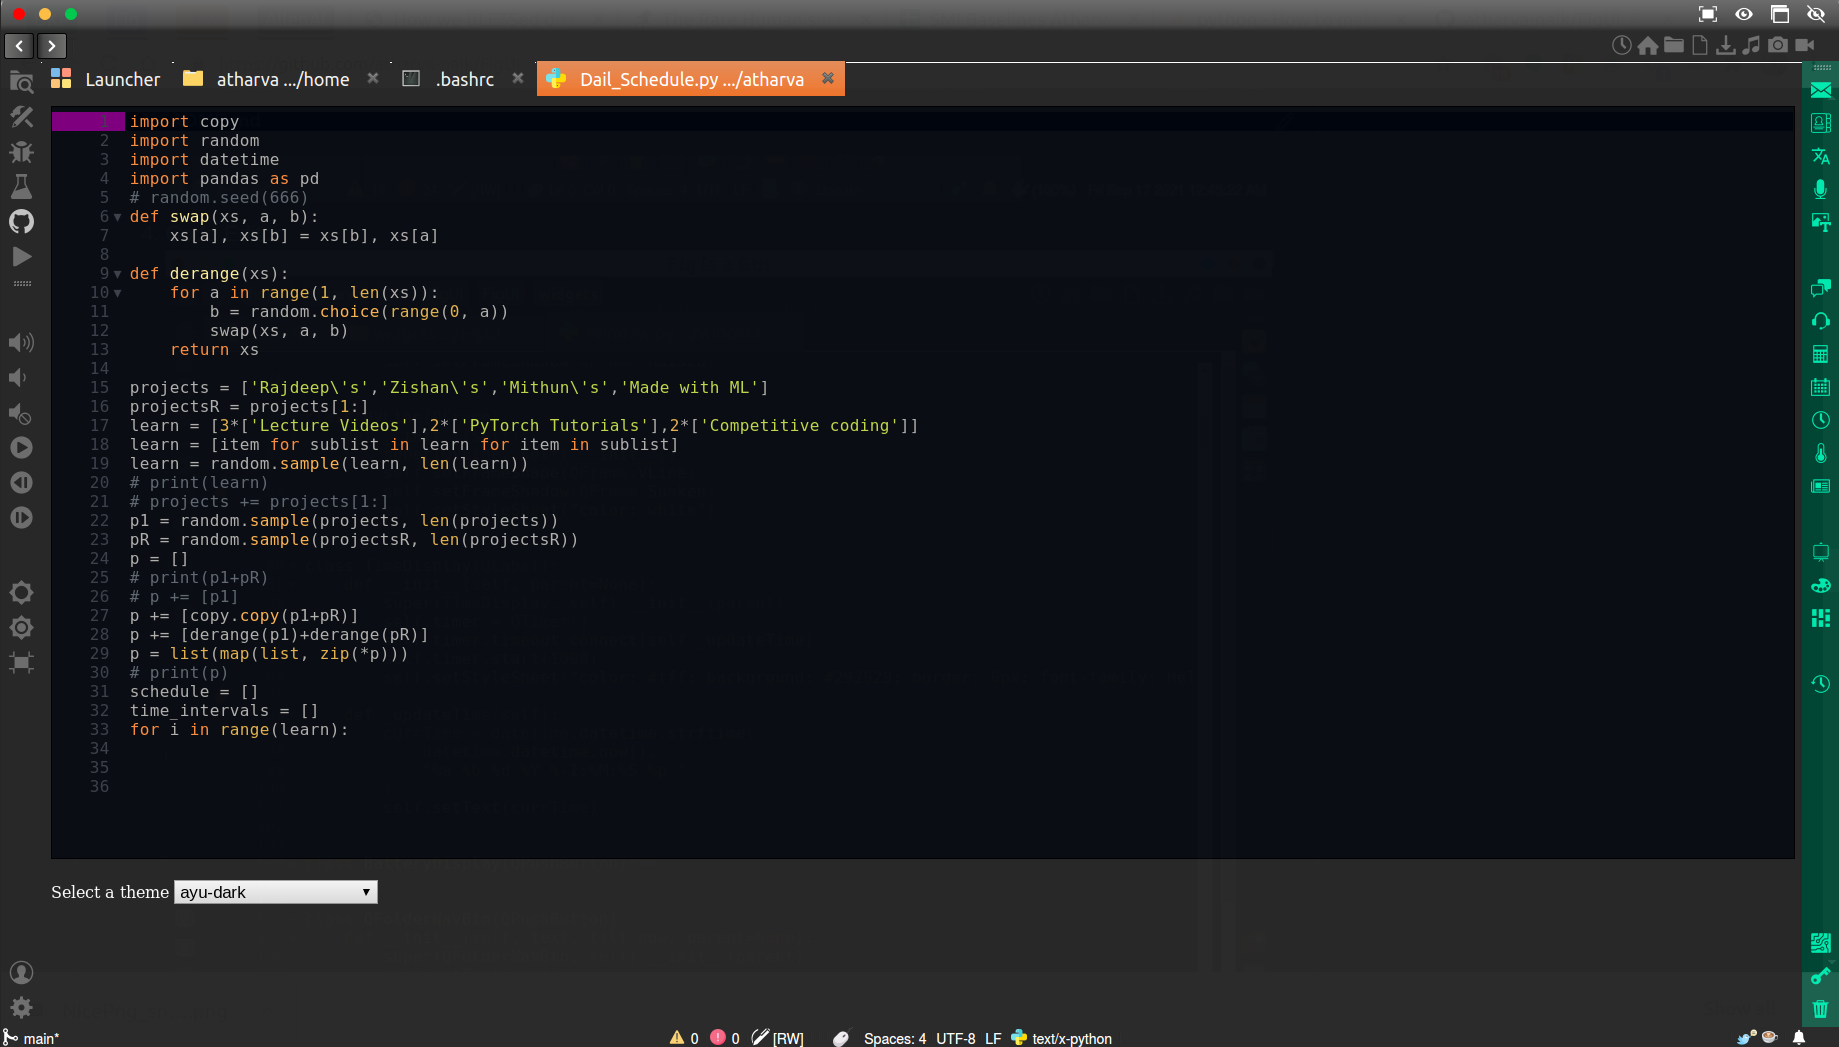 Launcher
atharva .../home
.bashrc
Dail_Schedule.py .../atharva
1 import copy
2 import random
3 import datetime
4 import pandas as pd
5 # random.seed(666)
6 def swap(xs, a, b):
7     xs[a], xs[b] = xs[b], xs[a]
8
9 def derange(xs):
10     for a in range(1, len(xs)):
11         b = random.choice(range(0, a))
12         swap(xs, a, b)
13     return xs
14
15 projects = ['Rajdeep\'s','Zishan\'s','Mithun\'s','Made with ML']
16 projectsR = projects[1:]
17 learn = [3*['Lecture Videos'],2*['PyTorch Tutorials'],2*['Competitive coding']]
18 learn = [item for sublist in learn for item in sublist]
19 learn = random.sample(learn, len(learn))
20 # print(learn)
21 # projects += projects[1:]
22 p1 = random.sample(projects, len(projects))
23 pR = random.sample(projectsR, len(projectsR))
24 p = []
25 # print(p1+pR)
26 # p += [p1]
27 p += [copy.copy(p1+pR)]
28 p += [derange(p1)+derange(pR)]
29 p = list(map(list, zip(*p)))
30 # print(p)
31 schedule = []
32 time_intervals = []
33 for i in range(learn):
34
35
36
Select a theme ayu-dark
main* 0 0 [RW] Spaces: 4 UTF-8 LF text/x-python